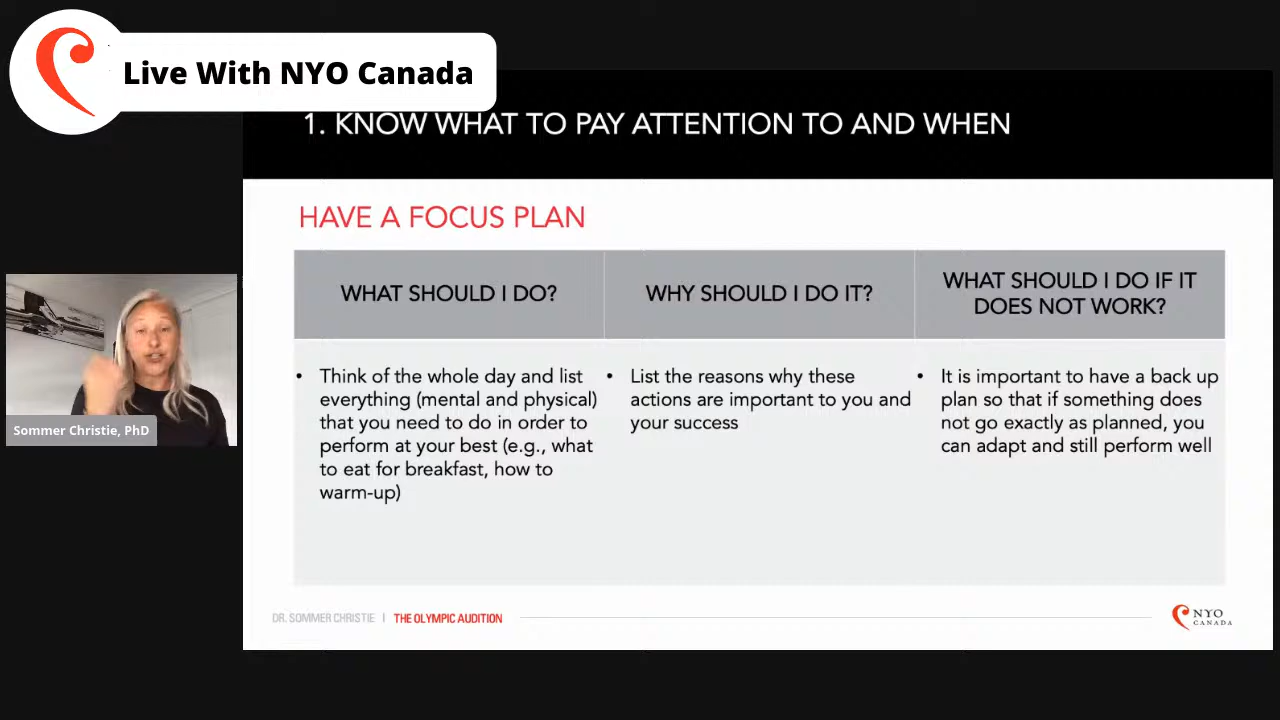 Live With NYO Canada
1. KNOW WHAT TO PAY ATTENTION TO AND WHEN
HAVE A FOCUS PLAN
WHAT SHOULD I DO?
WHY SHOULD I DO IT?
WHAT SHOULD I DO IF IT
DOES NOT WORK?
• Think of the whole day and list
everything (mental and physical)
that you need to do in order to
perform at your best (e.g., what
to eat for breakfast, how to
warm-up)
• List the reasons why these
actions are important to you and
your success
• It is important to have a back up
plan so that if something does
not go exactly as planned, you
can adapt and still perform well
Sommer Christie, PhD
DR. SOMMER CHRISTIE | THE OLYMPIC AUDITION
NYO
CANADA